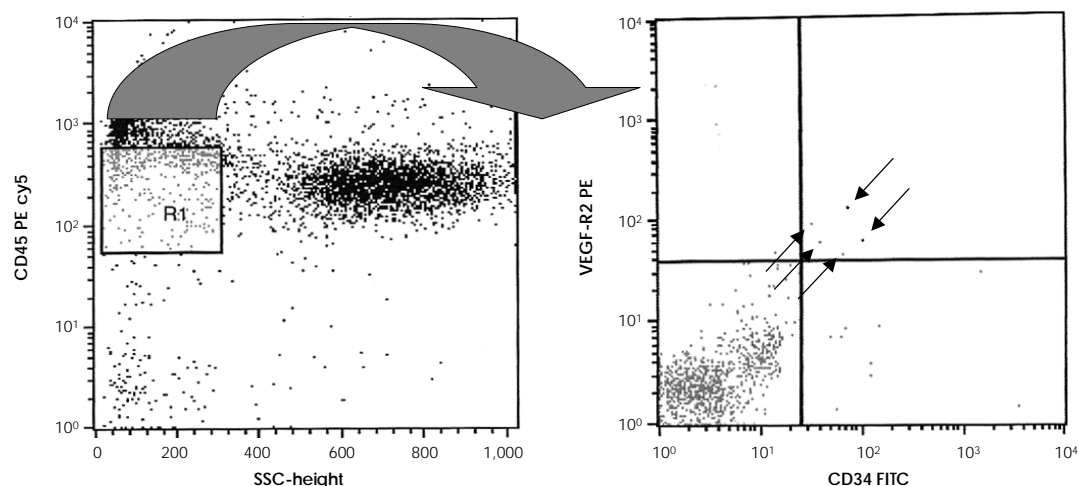 10⁴
10³
10²
10¹
10⁰
CD45 PE cy5
R1
0 200 400 600 800 1,000
SSC-height
10⁴
10³
10²
10¹
10⁰
VEGF-R2 PE
10⁰ 10¹ 10² 10³ 10⁴
CD34 FITC